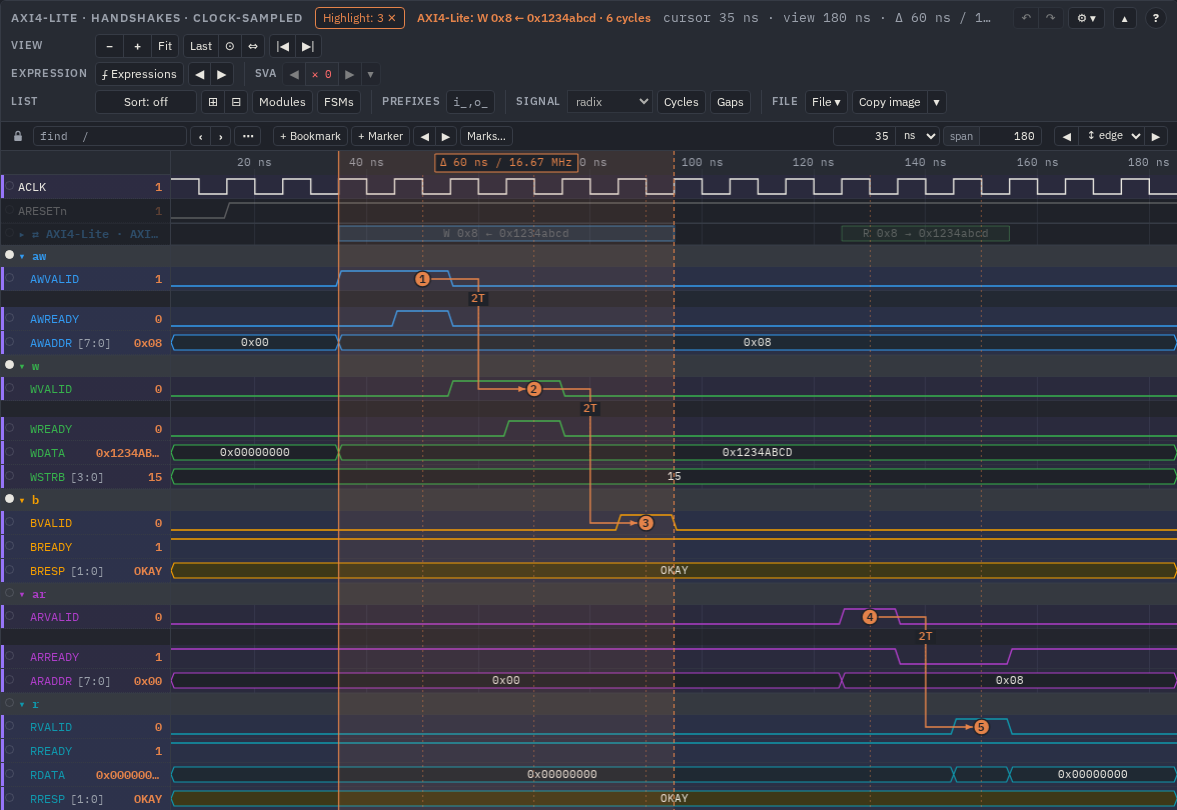 AXI4-LITE · HANDSHAKES · CLOCK-SAMPLED Highlight: 3 × AXI4-Lite: W 0x8 ← 0x1234abcd · 6 cycles cursor 35 ns · view 180 ns · Δ 60 ns / 1… ↶ ↷ ⚙ ▾ ▲ ?
VIEW − + Fit Last ⊙ ⇔ |◀ ▶|
EXPRESSION ⨍ Expressions ◀ ▶ SVA ◀ × 0 ▶ ▾
LIST Sort: off ⊞ ⊟ Modules FSMs PREFIXES i_,o_ SIGNAL radix Cycles Gaps FILE File ▾ Copy image ▾
find / ‹ › ⋯ + Bookmark + Marker ◀ ▶ Marks… 35 ns span 180 ◀ ↕ edge ▶
20 ns 40 ns Δ 60 ns / 16.67 MHz 0 ns 100 ns 120 ns 140 ns 160 ns 180 ns
ACLK 1
ARESETn 1
▸ ⇄ AXI4-Lite · AXI… W 0x8 ← 0x1234abcd R 0x8 → 0x1234abcd
▾ aw
AWVALID 1 1
2T
AWREADY 0
AWADDR [7:0] 0x08 0x00 0x08
▾ w
WVALID 0 2
2T
WREADY 0
WDATA 0x1234AB… 0x00000000 0x1234ABCD
WSTRB [3:0] 15 15
▾ b
BVALID 0 3
BREADY 1
BRESP [1:0] OKAY OKAY
▾ ar
ARVALID 0 4
2T
ARREADY 1
ARADDR [7:0] 0x00 0x00 0x08
▾ r
RVALID 0 5
RREADY 1
RDATA 0x000000… 0x00000000 0x00000000
RRESP [1:0] OKAY OKAY